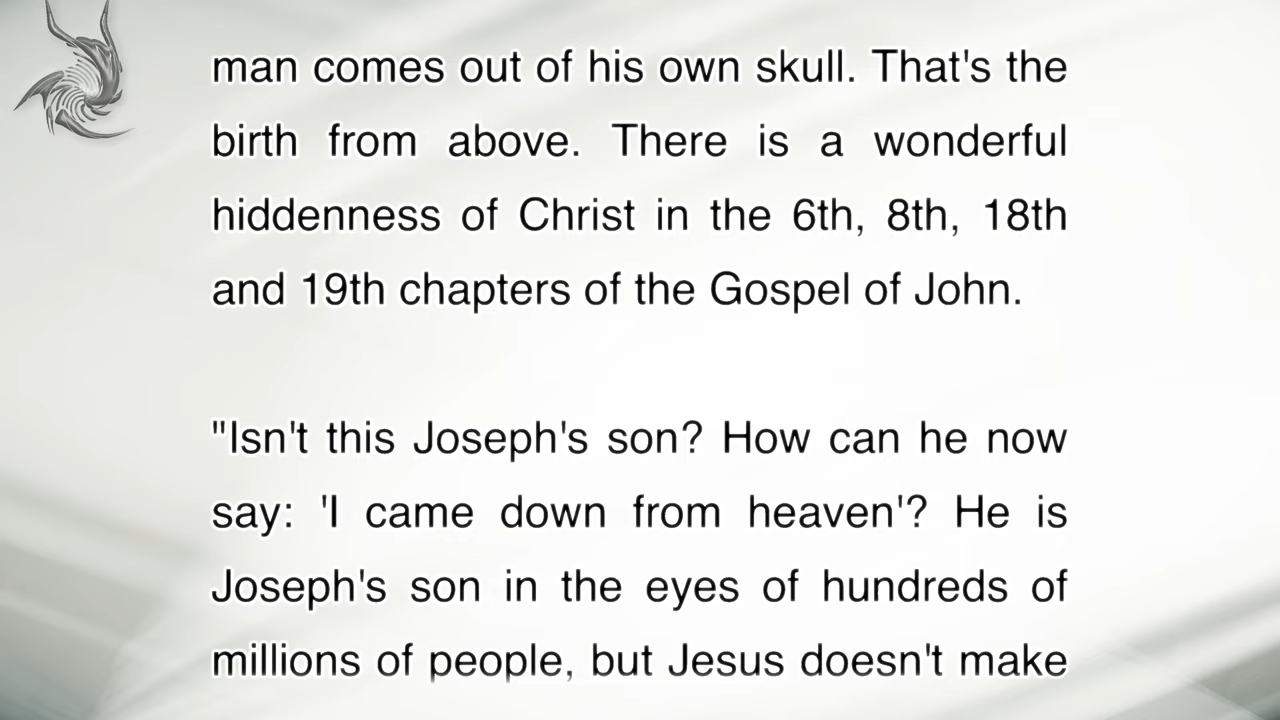 man comes out of his own skull. That's the
birth from above. There is a wonderful
hiddenness of Christ in the 6th, 8th, 18th
and 19th chapters of the Gospel of John.
"Isn't this Joseph's son? How can he now
say: 'I came down from heaven'? He is
Joseph's son in the eyes of hundreds of
millions of people, but Jesus doesn't make